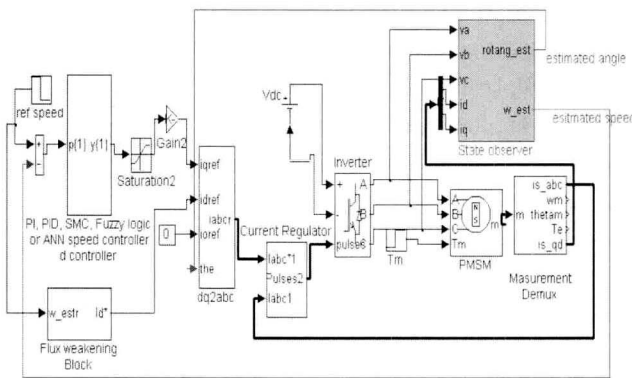 va
vb
vc
id
iq
rotang_est
w_est
State observer
estimated angle
esitmated speed
ref speed
+
-
p(1) y(1)
PI, PID, SMC, Fuzzy logic
or ANN speed controller
d controller
Saturation2
Gain2
iqref
idref
ioref
the
iabcr
dq2abc
0
w_estr Id*
Flux weakening
Block
Current Regulator
Iabc*1
Pulses2
Iabc1
Vdc
+
Inverter
+
-
pulses
A
B
C
Tm
A
B
C
Tm
N
S
m
PMSM
m
is_abc
wm
thetam
Te
is_qd
Masurement
Demux